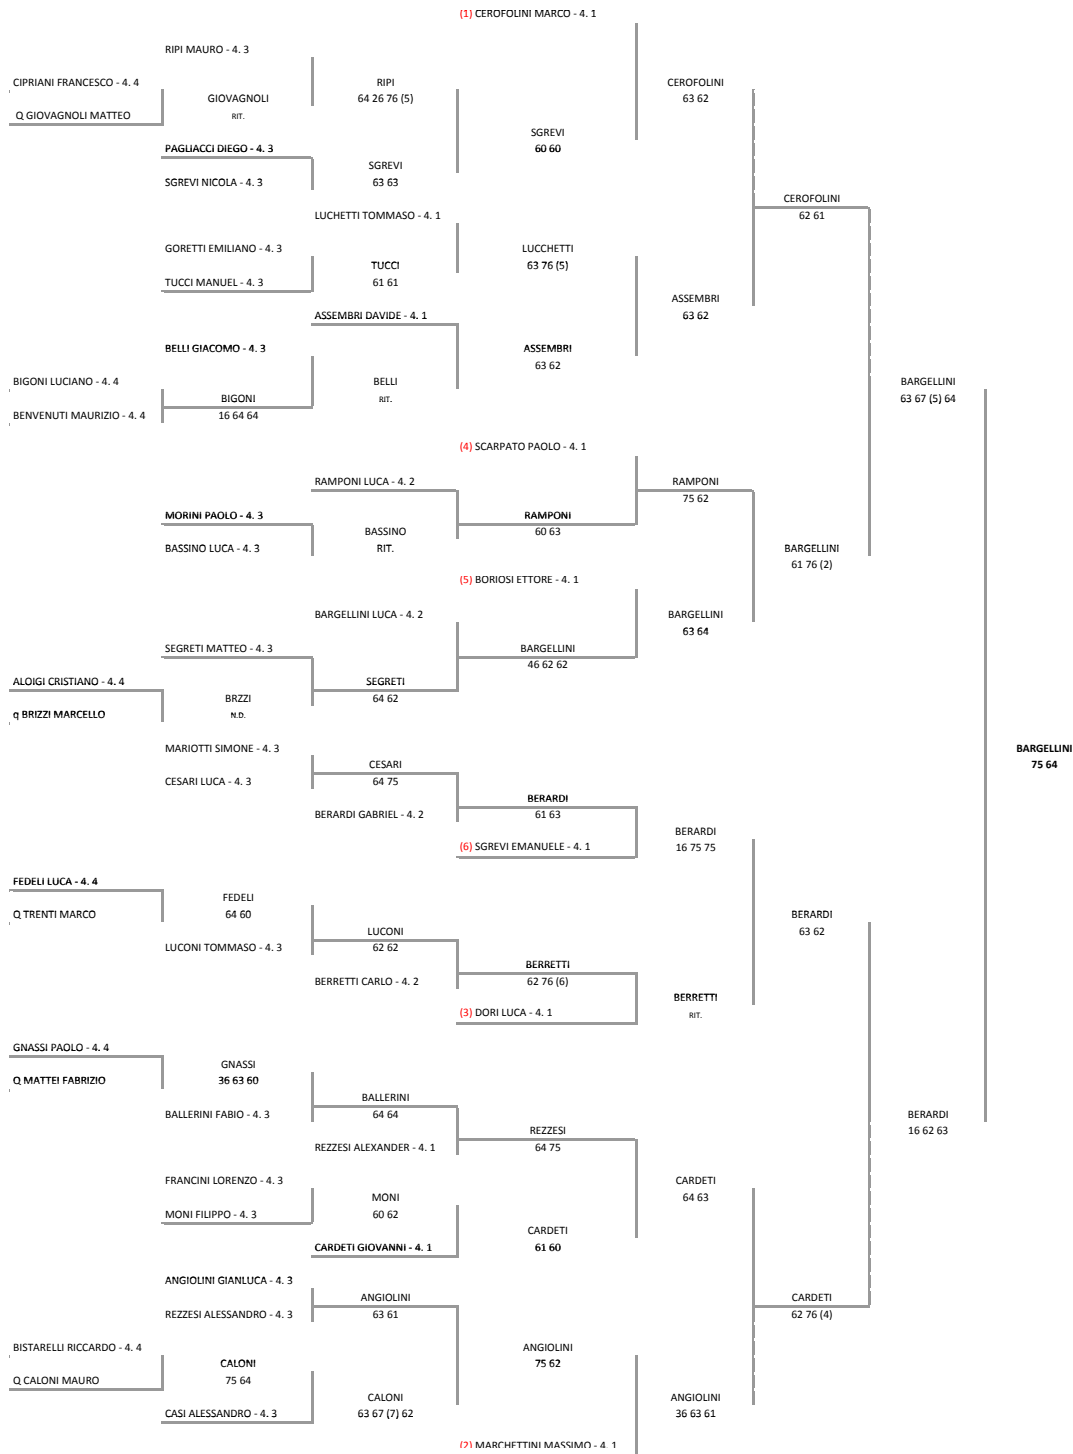 (1) CEROFOLINI MARCO - 4. 1
RIPI MAURO - 4. 3
CIPRIANI FRANCESCO - 4. 4
RIPI
CEROFOLINI
64 26 76 (5)
63 62
GIOVAGNOLI
Q GIOVAGNOLI MATTEO
RIT.
SGREVI
60 60
PAGLIACCI DIEGO - 4. 3
SGREVI
63 63
SGREVI NICOLA - 4. 3
CEROFOLINI
62 61
LUCHETTI TOMMASO - 4. 1
GORETTI EMILIANO - 4. 3
LUCCHETTI
63 76 (5)
TUCCI
61 61
TUCCI MANUEL - 4. 3
ASSEMBRI
63 62
ASSEMBRI DAVIDE - 4. 1
BELLI GIACOMO - 4. 3
ASSEMBRI
63 62
BIGONI LUCIANO - 4. 4
BELLI
BARGELLINI
63 67 (5) 64
BIGONI
RIT.
16 64 64
BENVENUTI MAURIZIO - 4. 4
(4) SCARPATO PAOLO - 4. 1
RAMPONI LUCA - 4. 2
RAMPONI
75 62
MORINI PAOLO - 4. 3
RAMPONI
60 63
BASSINO
RIT.
BASSINO LUCA - 4. 3
BARGELLINI
61 76 (2)
(5) BORIOSI ETTORE - 4. 1
BARGELLINI LUCA - 4. 2
BARGELLINI
63 64
SEGRETI MATTEO - 4. 3
BARGELLINI
46 62 62
ALOIGI CRISTIANO - 4. 4
SEGRETI
64 62
BRZZI
N.D.
q BRIZZI MARCELLO
MARIOTTI SIMONE - 4. 3
BARGELLINI
75 64
CESARI
64 75
CESARI LUCA - 4. 3
BERARDI
61 63
BERARDI GABRIEL - 4. 2
BERARDI
16 75 75
(6) SGREVI EMANUELE - 4. 1
FEDELI LUCA - 4. 4
FEDELI
64 60
Q TRENTI MARCO
BERARDI
63 62
LUCONI
62 62
LUCONI TOMMASO - 4. 3
BERRETTI
62 76 (6)
BERRETTI CARLO - 4. 2
BERRETTI
RIT.
(3) DORI LUCA - 4. 1
GNASSI PAOLO - 4. 4
GNASSI
36 63 60
Q MATTEI FABRIZIO
BALLERINI
64 64
BALLERINI FABIO - 4. 3
BERARDI
16 62 63
REZZESI
64 75
REZZESI ALEXANDER - 4. 1
FRANCINI LORENZO - 4. 3
CARDETI
64 63
MONI
60 62
MONI FILIPPO - 4. 3
CARDETI
61 60
CARDETI GIOVANNI - 4. 1
ANGIOLINI GIANLUCA - 4. 3
ANGIOLINI
63 61
REZZESI ALESSANDRO - 4. 3
CARDETI
62 76 (4)
BISTARELLI RICCARDO - 4. 4
ANGIOLINI
75 62
CALONI
75 64
Q CALONI MAURO
CALONI
63 67 (7) 62
ANGIOLINI
36 63 61
CASI ALESSANDRO - 4. 3
(2) MARCHETTINI MASSIMO - 4. 1